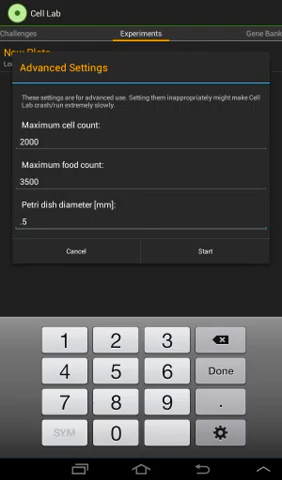 Cell Lab
Challenges
Experiments
Gene Bank
New Plate
Advanced Settings
These settings are for advanced use. Setting them inappropriately might make Cell
Lab crash/run extremely slowly.
Maximum cell count:
2000
Maximum food count:
3500
Petri dish diameter [mm]:
.5
Cancel
Start
1
2
3
4
5
6
Done
7
8
9
.
SYM
0